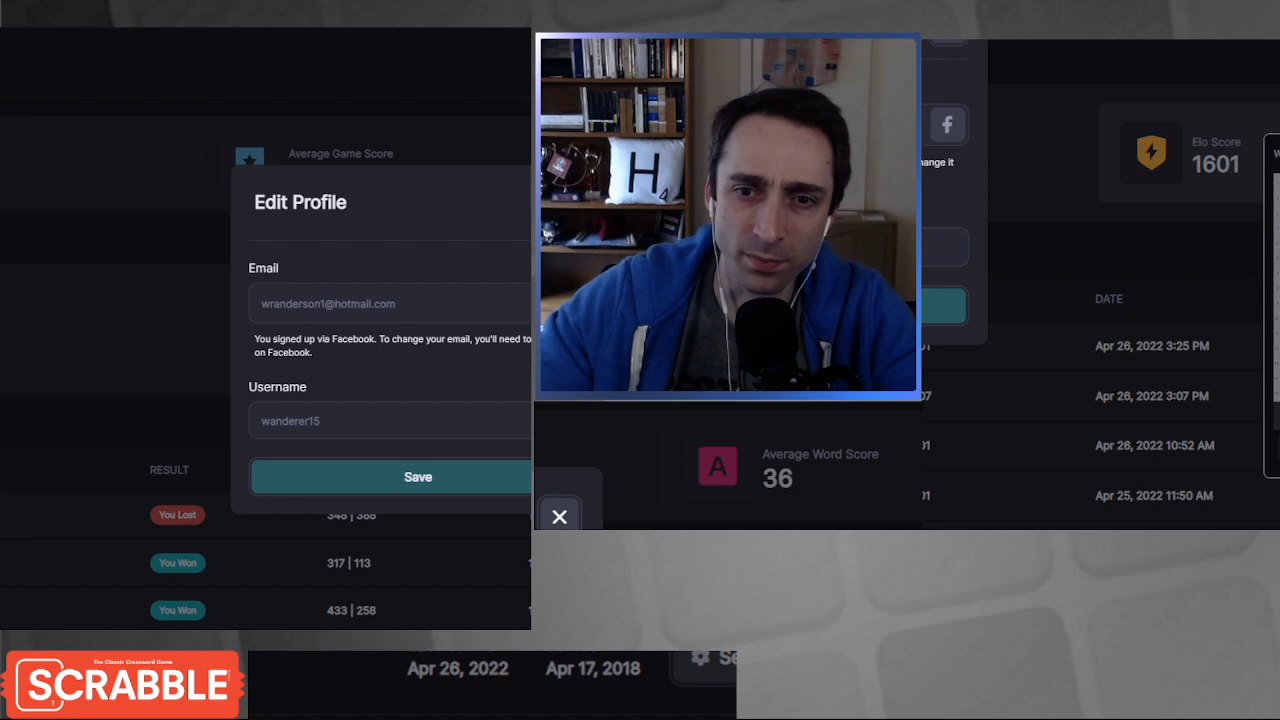 Average Game Score
Edit Profile
Email
wranderson1@hotmail.com
You signed up via Facebook. To change your email, you'll need to
on Facebook.
Username
wanderer15
Save
RESULT
You Lost
You Won
317 | 113
You Won
433 | 258
H
4
hange it
Elo Score
1601
DATE
Apr 26, 2022 3:25 PM
Apr 26, 2022 3:07 PM
Apr 26, 2022 10:52 AM
Apr 25, 2022 11:50 AM
A
Average Word Score
36
The Classic Crossword Game
SCRABBLE
1
Apr 26, 2022
Apr 17, 2018
Se